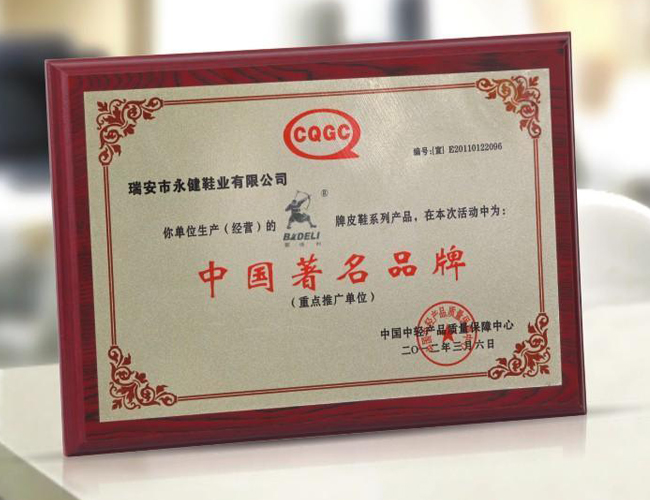 CQGC
编号:[宣] E20110122096
瑞安市永健鞋业有限公司
你单位生产（经营）的
®
BADELI
牌皮鞋系列产品，在本次活动中为：
中国著名品牌
（重点推广单位）
中国中轻产品质量保障中心
二〇一二年三月六日